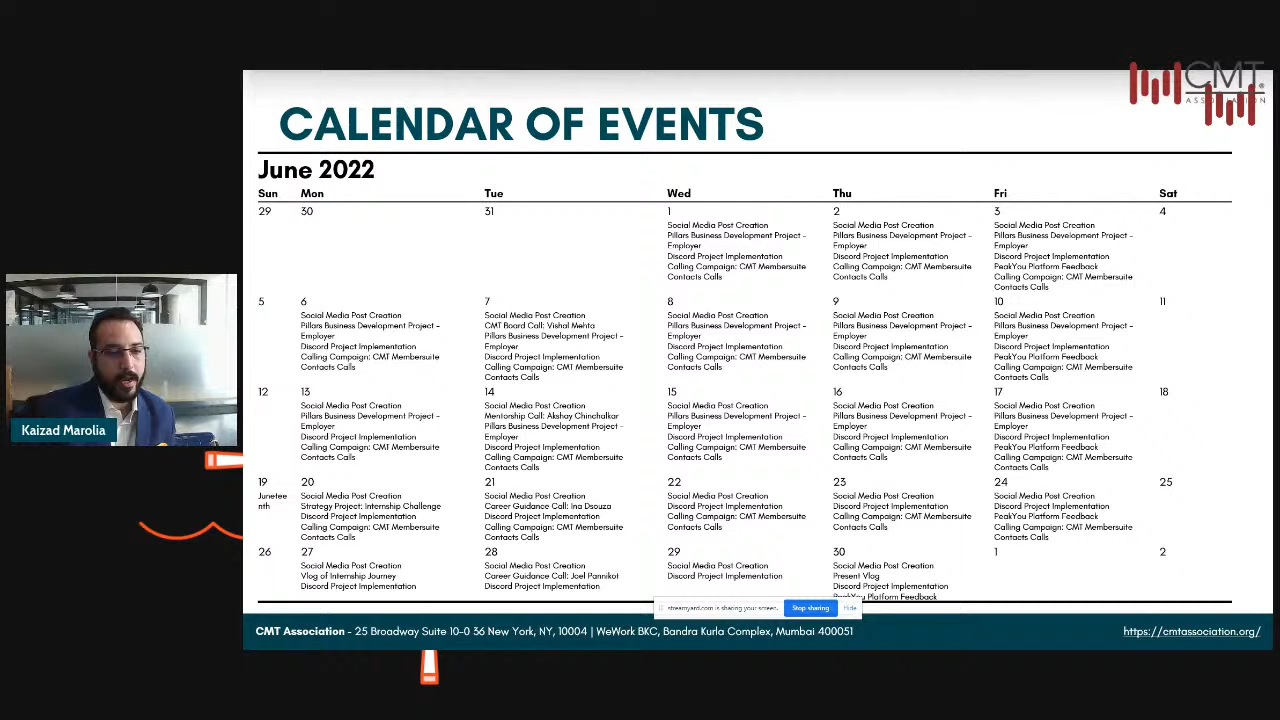 CMT®
ASSOCIATION
CALENDAR OF EVENTS
June 2022
Sun Mon Tue Wed Thu Fri Sat
29
30
31
1
Social Media Post Creation
Pillars Business Development Project -
Employer
Discord Project Implementation
Calling Campaign: CMT Membersuite
Contacts Calls
2
Social Media Post Creation
Pillars Business Development Project -
Employer
Discord Project Implementation
Calling Campaign: CMT Membersuite
Contacts Calls
3
Social Media Post Creation
Pillars Business Development Project -
Employer
Discord Project Implementation
PeakYou Platform Feedback
Calling Campaign: CMT Membersuite
Contacts Calls
4
5
6
Social Media Post Creation
Pillars Business Development Project -
Employer
Discord Project Implementation
Calling Campaign: CMT Membersuite
Contacts Calls
7
Social Media Post Creation
CMT Board Call: Vishal Mehta
Pillars Business Development Project -
Employer
Discord Project Implementation
Calling Campaign: CMT Membersuite
Contacts Calls
8
Social Media Post Creation
Pillars Business Development Project -
Employer
Discord Project Implementation
Calling Campaign: CMT Membersuite
Contacts Calls
9
Social Media Post Creation
Pillars Business Development Project -
Employer
Discord Project Implementation
Calling Campaign: CMT Membersuite
Contacts Calls
10
Social Media Post Creation
Pillars Business Development Project -
Employer
Discord Project Implementation
PeakYou Platform Feedback
Calling Campaign: CMT Membersuite
Contacts Calls
11
12
13
Social Media Post Creation
Pillars Business Development Project -
Employer
Discord Project Implementation
Calling Campaign: CMT Membersuite
Contacts Calls
14
Social Media Post Creation
Mentorship Call: Akshay Chinchalkar
Pillars Business Development Project -
Employer
Discord Project Implementation
Calling Campaign: CMT Membersuite
Contacts Calls
15
Social Media Post Creation
Pillars Business Development Project -
Employer
Discord Project Implementation
Calling Campaign: CMT Membersuite
Contacts Calls
16
Social Media Post Creation
Pillars Business Development Project -
Employer
Discord Project Implementation
Calling Campaign: CMT Membersuite
Contacts Calls
17
Social Media Post Creation
Pillars Business Development Project -
Employer
Discord Project Implementation
PeakYou Platform Feedback
Calling Campaign: CMT Membersuite
Contacts Calls
18
19
Junetee
nth
20
Social Media Post Creation
Strategy Project: Internship Challenge
Discord Project Implementation
Calling Campaign: CMT Membersuite
Contacts Calls
21
Social Media Post Creation
Career Guidance Call: Ina Dsouza
Discord Project Implementation
Calling Campaign: CMT Membersuite
Contacts Calls
22
Social Media Post Creation
Discord Project Implementation
Calling Campaign: CMT Membersuite
Contacts Calls
23
Social Media Post Creation
Discord Project Implementation
Calling Campaign: CMT Membersuite
Contacts Calls
24
Social Media Post Creation
Discord Project Implementation
PeakYou Platform Feedback
Calling Campaign: CMT Membersuite
Contacts Calls
25
26
27
Social Media Post Creation
Vlog of Internship Journey
Discord Project Implementation
28
Social Media Post Creation
Career Guidance Call: Joel Pannikot
Discord Project Implementation
29
Social Media Post Creation
Discord Project Implementation
30
Social Media Post Creation
Present Vlog
Discord Project Implementation
PeakYou Platform Feedback
1
2
Kaizad Marolia
streamyard.com is sharing your screen. Stop sharing Hide
CMT Association - 25 Broadway Suite 10-0 36 New York, NY, 10004 | WeWork BKC, Bandra Kurla Complex, Mumbai 400051
https://cmtassociation.org/